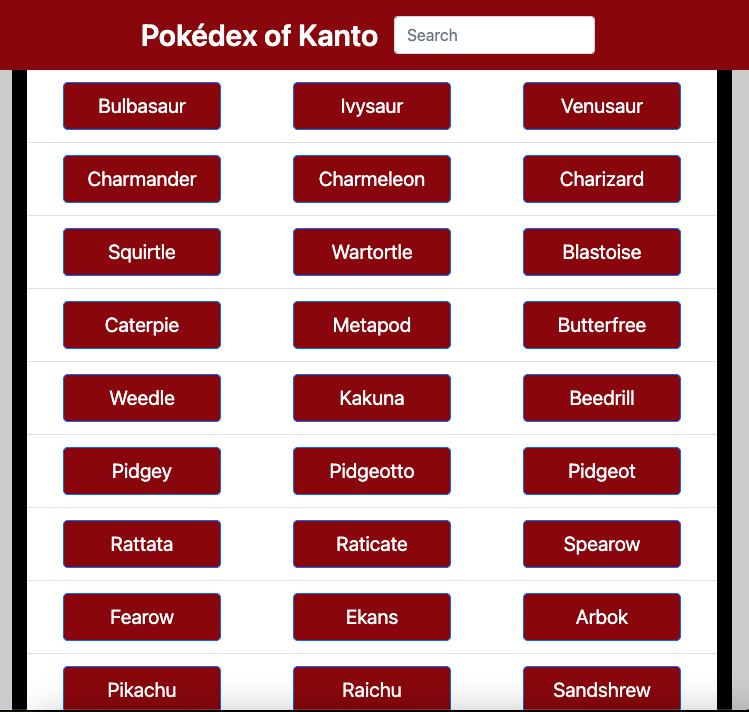 Pokédex of Kanto Search
Bulbasaur Ivysaur Venusaur
Charmander Charmeleon Charizard
Squirtle Wartortle Blastoise
Caterpie Metapod Butterfree
Weedle Kakuna Beedrill
Pidgey Pidgeotto Pidgeot
Rattata Raticate Spearow
Fearow Ekans Arbok
Pikachu Raichu Sandshrew